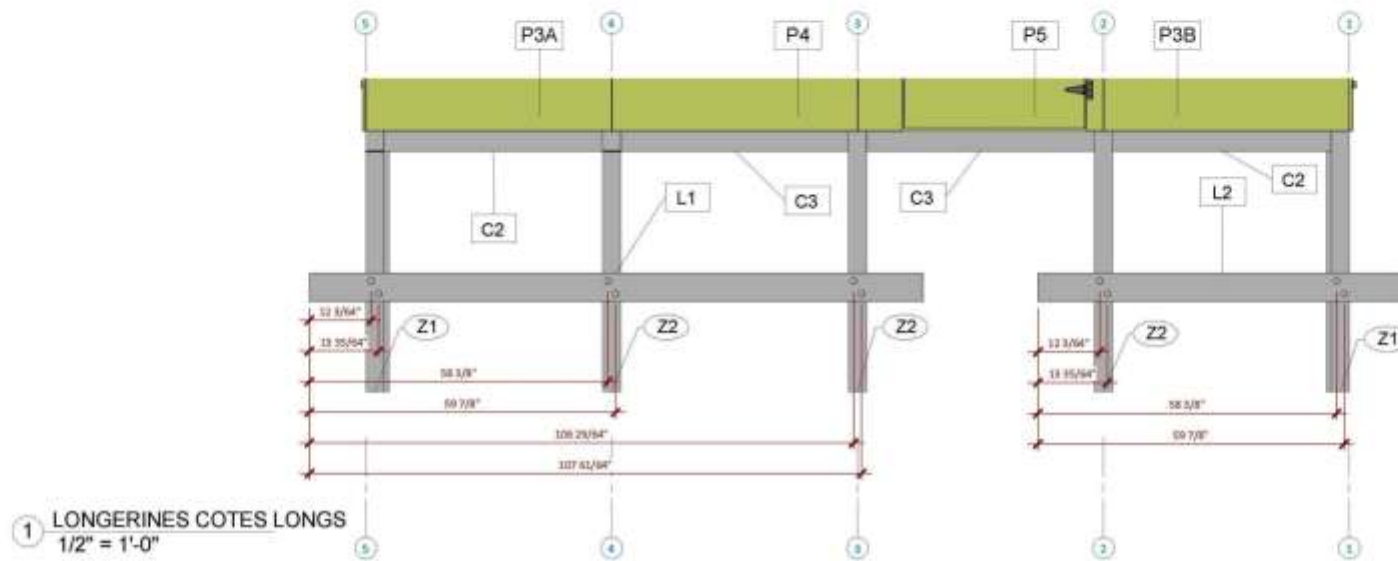 5 4 3 2 1
P3A P4 P5 P3B
C2 C3 L1 C3 L2 C2
Z1 Z2 Z2 Z2 Z1
12 3/64" 12 3/64"
13 35/64" 13 35/64"
58 3/8" 58 3/8"
59 7/8" 59 7/8"
106 29/64"
107 61/64"
1 LONGERINES COTES LONGS
1/2" = 1'-0"
5 4 3 2 1